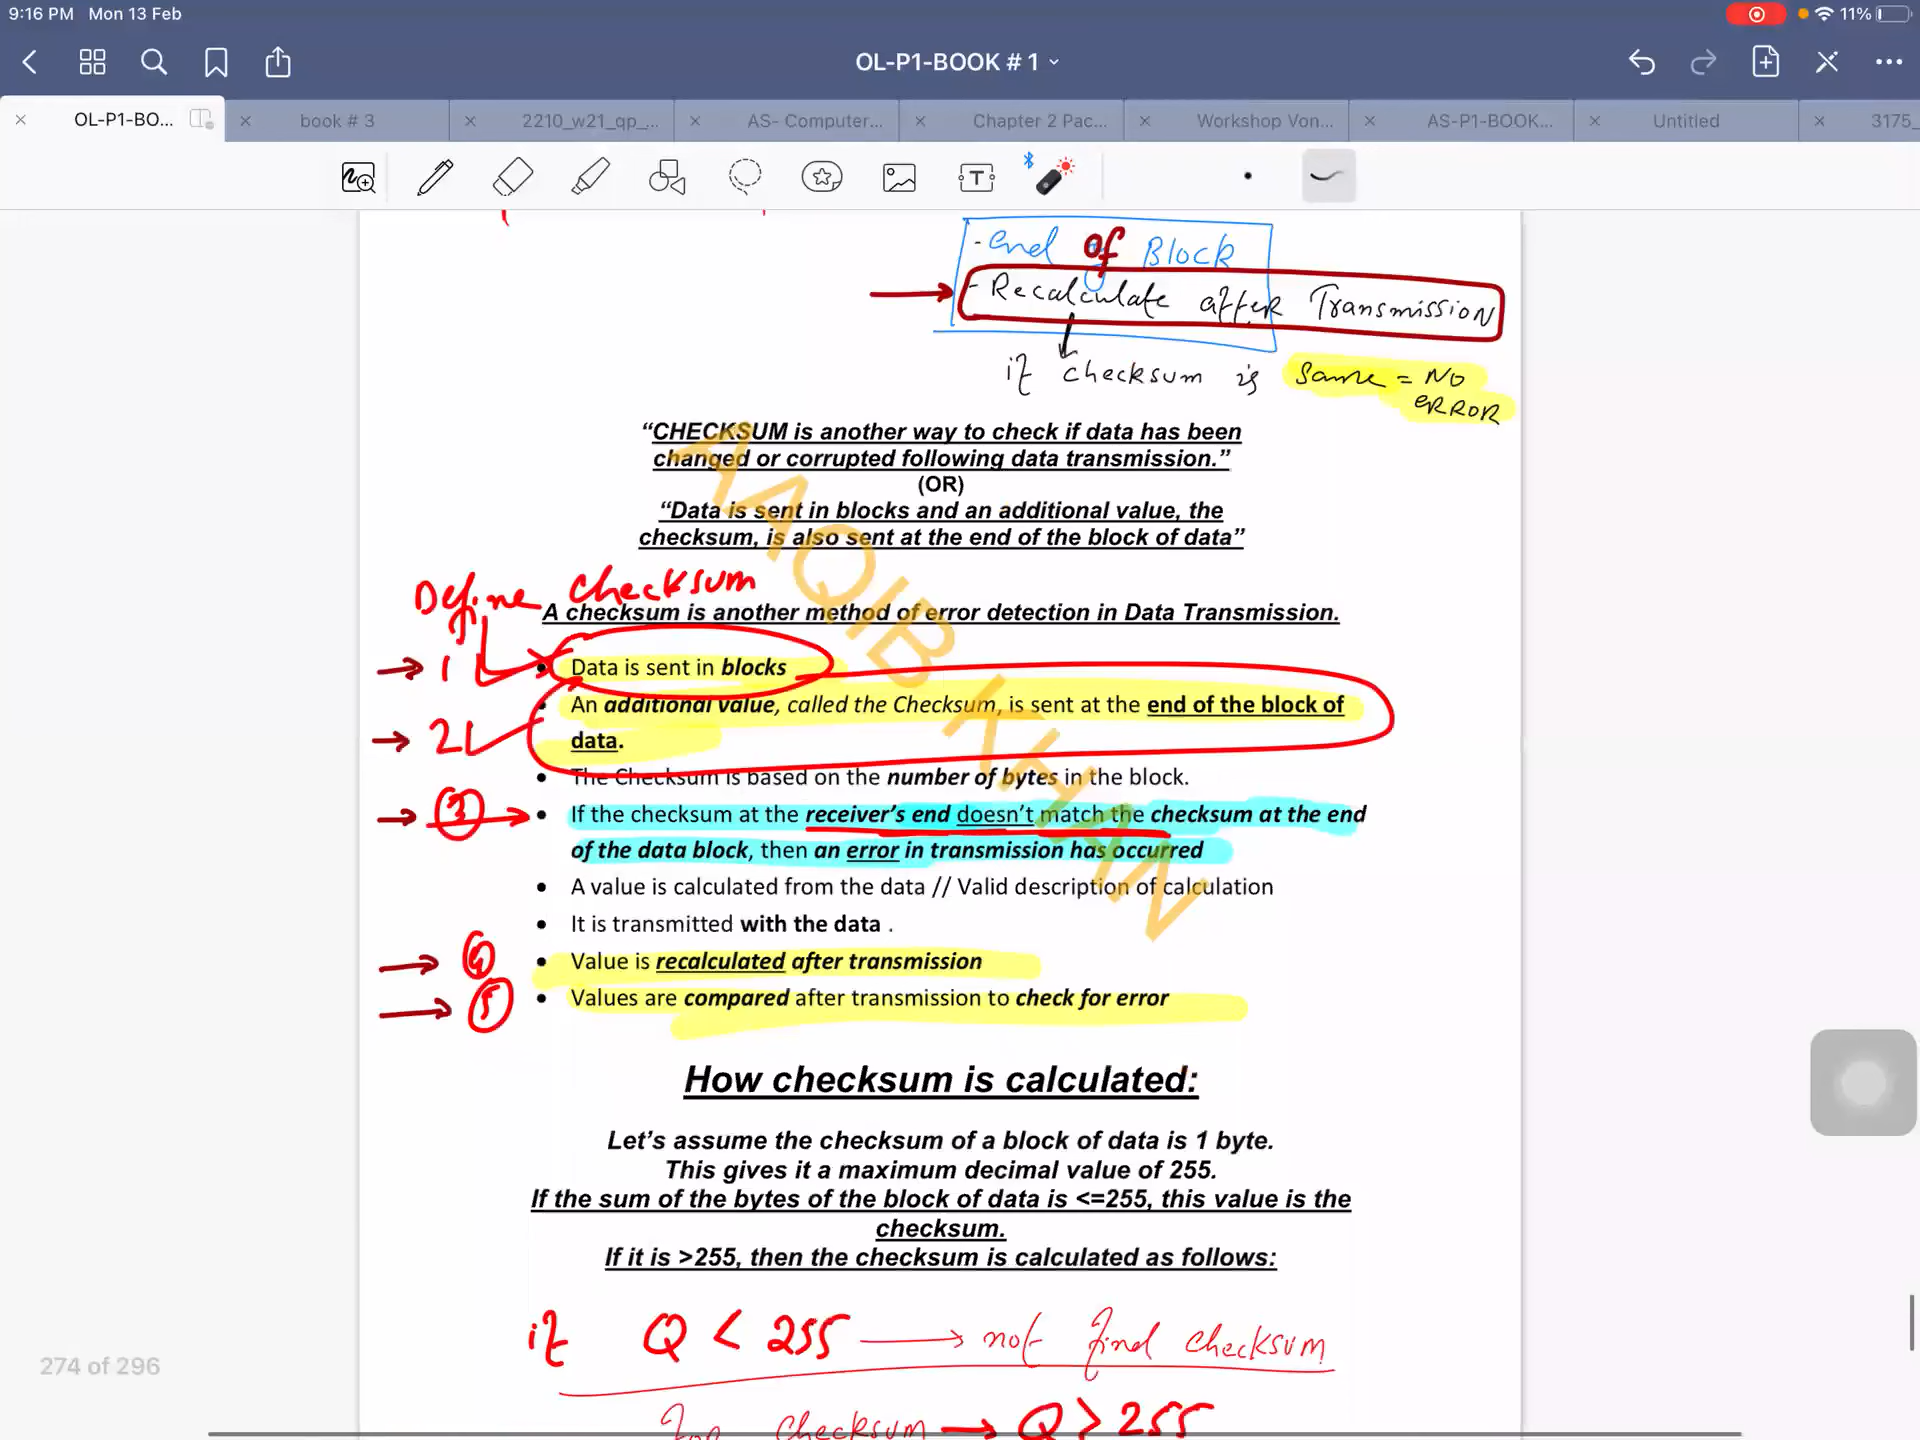 9:16 PM Mon 13 Feb
11%
OL-P1-BOOK # 1
OL-P1-BO...
book # 3
2210_w21_qp_...
AS- Computer...
Chapter 2 Pac...
Workshop Von...
AS-P1-BOOK...
Untitled
3175_
- end of Block
- Recalculate after Transmission
if checksum is same = NO
ERROR
“CHECKSUM is another way to check if data has been
changed or corrupted following data transmission.”
(OR)
“Data is sent in blocks and an additional value, the
checksum, is also sent at the end of the block of data”
Define checksum
A checksum is another method of error detection in Data Transmission.
1 • Data is sent in blocks
2 • An additional value, called the Checksum, is sent at the end of the block of
data.
• The Checksum is based on the number of bytes in the block.
3 • If the checksum at the receiver’s end doesn’t match the checksum at the end
of the data block, then an error in transmission has occurred
• A value is calculated from the data // Valid description of calculation
• It is transmitted with the data .
4 • Value is recalculated after transmission
5 • Values are compared after transmission to check for error
AAQIB KHAN
How checksum is calculated:
Let’s assume the checksum of a block of data is 1 byte.
This gives it a maximum decimal value of 255.
If the sum of the bytes of the block of data is <=255, this value is the
checksum.
If it is >255, then the checksum is calculated as follows:
if Q < 255 → not find checksum
checksum → Q > 255
274 of 296